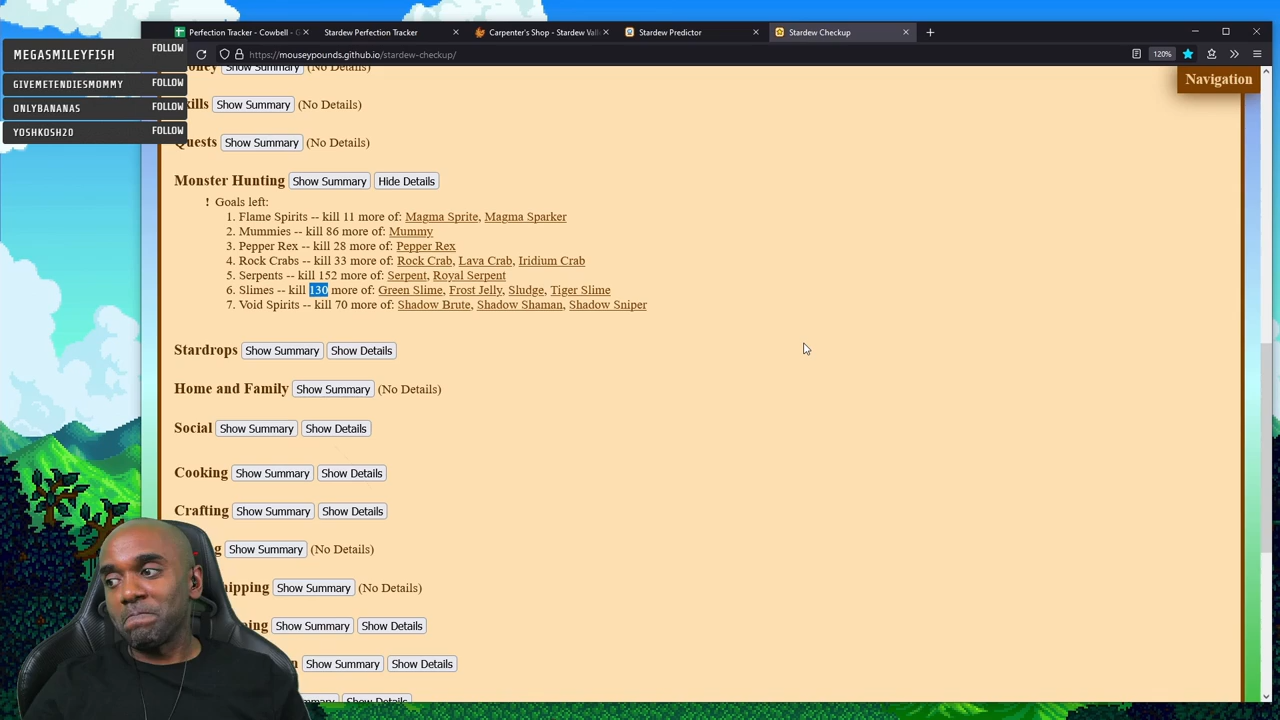 Perfection Tracker - Cowbell -
Stardew Perfection Tracker
Carpenter's Shop - Stardew Valle
Stardew Predictor
Stardew Checkup
MEGASMILEYFISH FOLLOW
GIVEMETENDIESMOMMY FOLLOW
ONLYBANANAS FOLLOW
YOSHKOSH20 FOLLOW
https://mouseypounds.github.io/stardew-checkup/
120%
Navigation
Show Summary (No Details)
Show Summary (No Details)
Quests Show Summary (No Details)
Monster Hunting Show Summary Hide Details
! Goals left:
1. Flame Spirits -- kill 11 more of: Magma Sprite, Magma Sparker
2. Mummies -- kill 86 more of: Mummy
3. Pepper Rex -- kill 28 more of: Pepper Rex
4. Rock Crabs -- kill 33 more of: Rock Crab, Lava Crab, Iridium Crab
5. Serpents -- kill 152 more of: Serpent, Royal Serpent
6. Slimes -- kill 130 more of: Green Slime, Frost Jelly, Sludge, Tiger Slime
7. Void Spirits -- kill 70 more of: Shadow Brute, Shadow Shaman, Shadow Sniper
Stardrops Show Summary Show Details
Home and Family Show Summary (No Details)
Social Show Summary Show Details
Cooking Show Summary Show Details
Crafting Show Summary Show Details
Show Summary (No Details)
hipping Show Summary (No Details)
ping Show Summary Show Details
Show Summary Show Details
Show Details